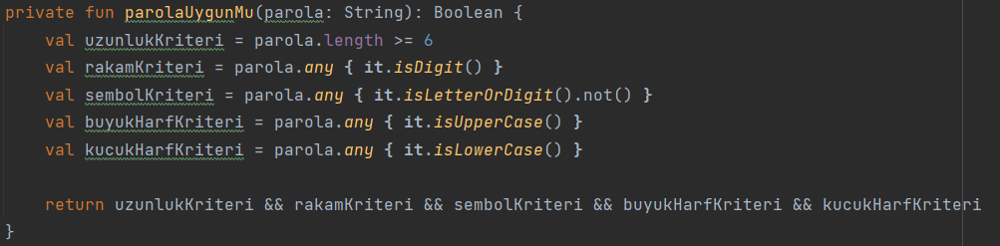 private fun parolaUygunMu(parola: String): Boolean {
    val uzunlukKriteri = parola.length >= 6
    val rakamKriteri = parola.any { it.isDigit() }
    val sembolKriteri = parola.any { it.isLetterOrDigit().not() }
    val buyukHarfKriteri = parola.any { it.isUpperCase() }
    val kucukHarfKriteri = parola.any { it.isLowerCase() }
    return uzunlukKriteri && rakamKriteri && sembolKriteri && buyukHarfKriteri && kucukHarfKriteri
}